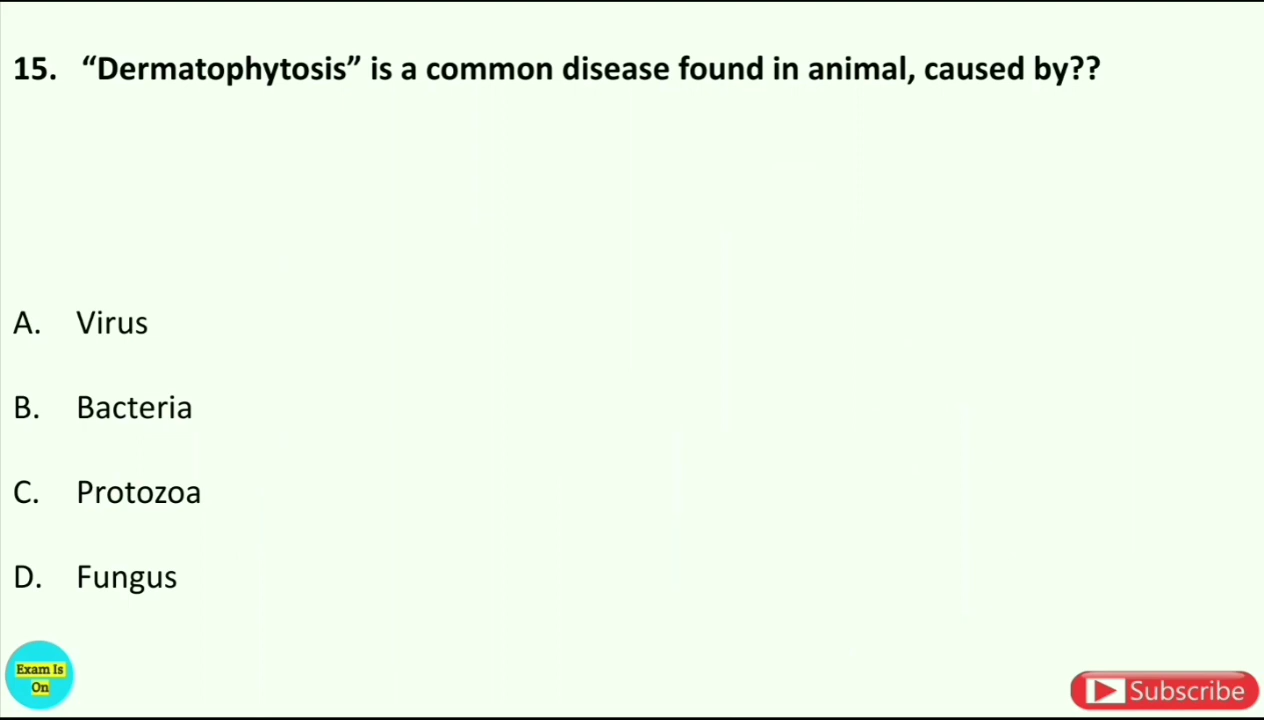 15. “Dermatophytosis” is a common disease found in animal, caused by??
A. Virus
B. Bacteria
C. Protozoa
D. Fungus
Exam Is
On
Subscribe